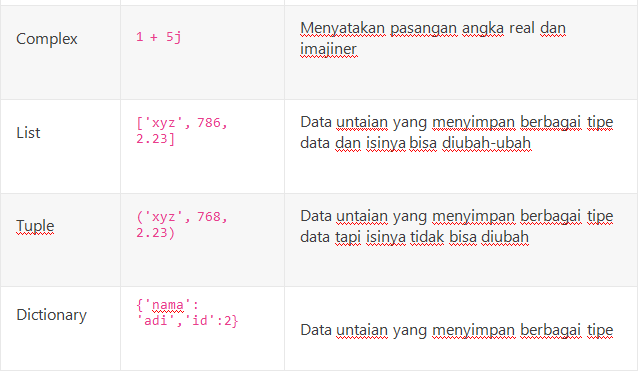 Complex
1 + 5j
Menyatakan pasangan angka real dan
imajiner
List
['xyz', 786,
2.23]
Data untaian yang menyimpan berbagai tipe
data dan isinya bisa diubah-ubah
Tuple
('xyz', 768,
2.23)
Data untaian yang menyimpan berbagai tipe
data tapi isinya tidak bisa diubah
Dictionary
{'nama':
'adi','id':2}
Data untaian yang menyimpan berbagai tipe